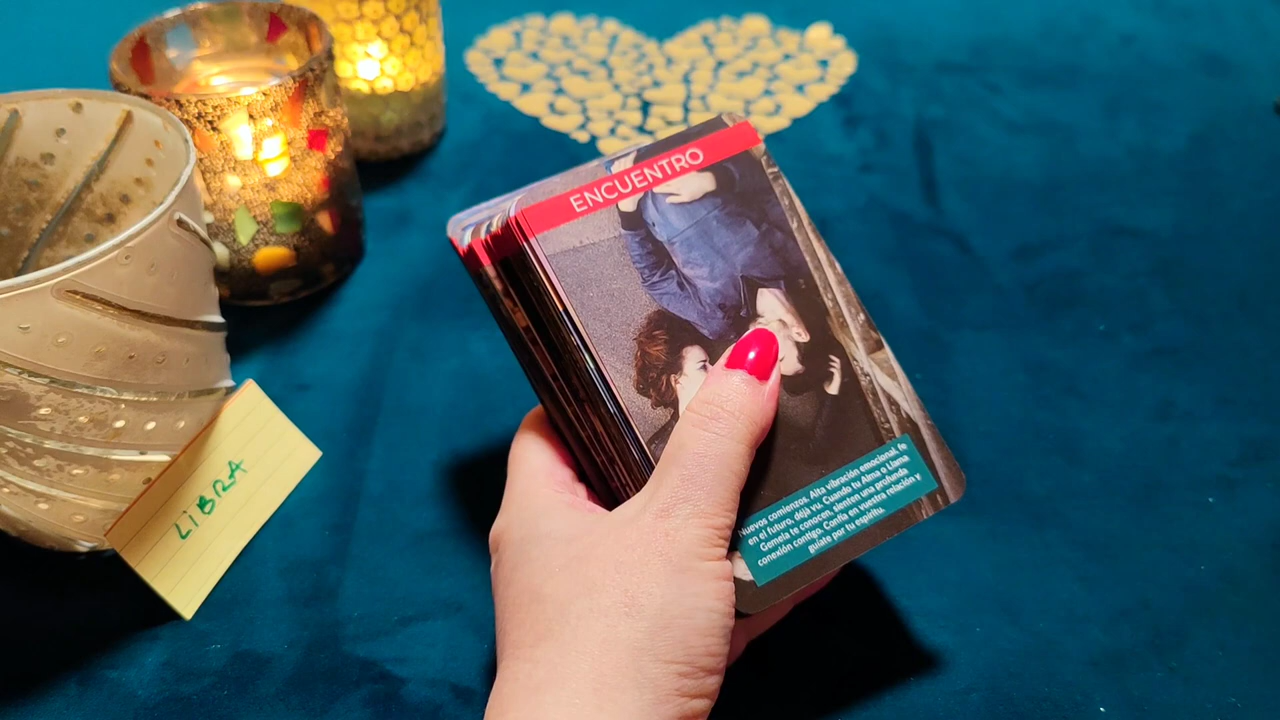 ENCUENTRO
Nuevos comienzos. Alta vibración emocional, fe
en el futuro, déjà vu. Cuando tu Alma o Llama
Gemela te conocen, sienten una profunda
conexión contigo. Confía en vuestra relación y
guíate por tu espíritu.
LIBRA